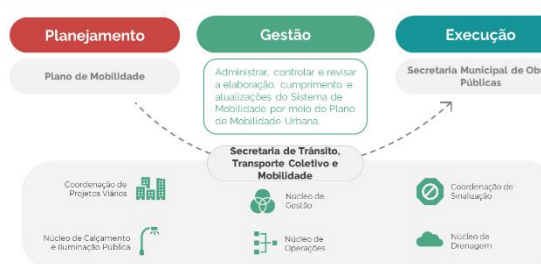 Planejamento
Gestão
Execução
Plano de Mobilidade
Administrar, controlar e revisar
a elaboração, cumprimento e
atualizações do Sistema de
Mobilidade por meio do Plano
de Mobilidade Urbana.
Secretaria Municipal de Ob
Públicas
Secretaria de Trânsito,
Transporte Coletivo e
Mobilidade
Coordenação de
Projetos Viários
Núcleo de
Gestão
Coordenação de
Sinalização
Núcleo de Calçamento
e Iluminação Pública
Núcleo de
Operações
Núcleo de
Drenagem